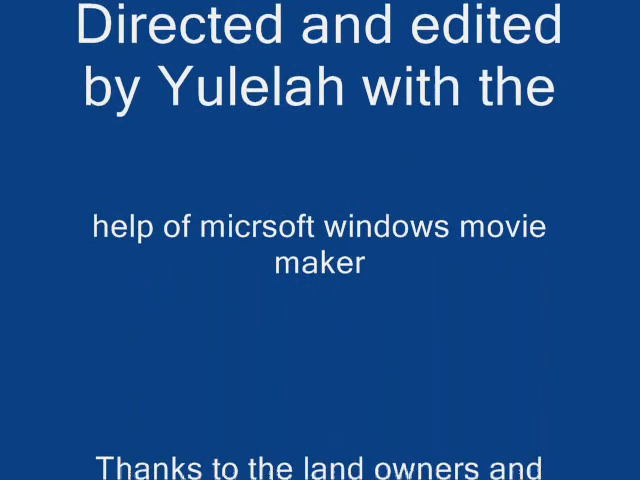 Directed and edited
by Yulelah with the
help of micrsoft windows movie
maker
Thanks to the land owners and